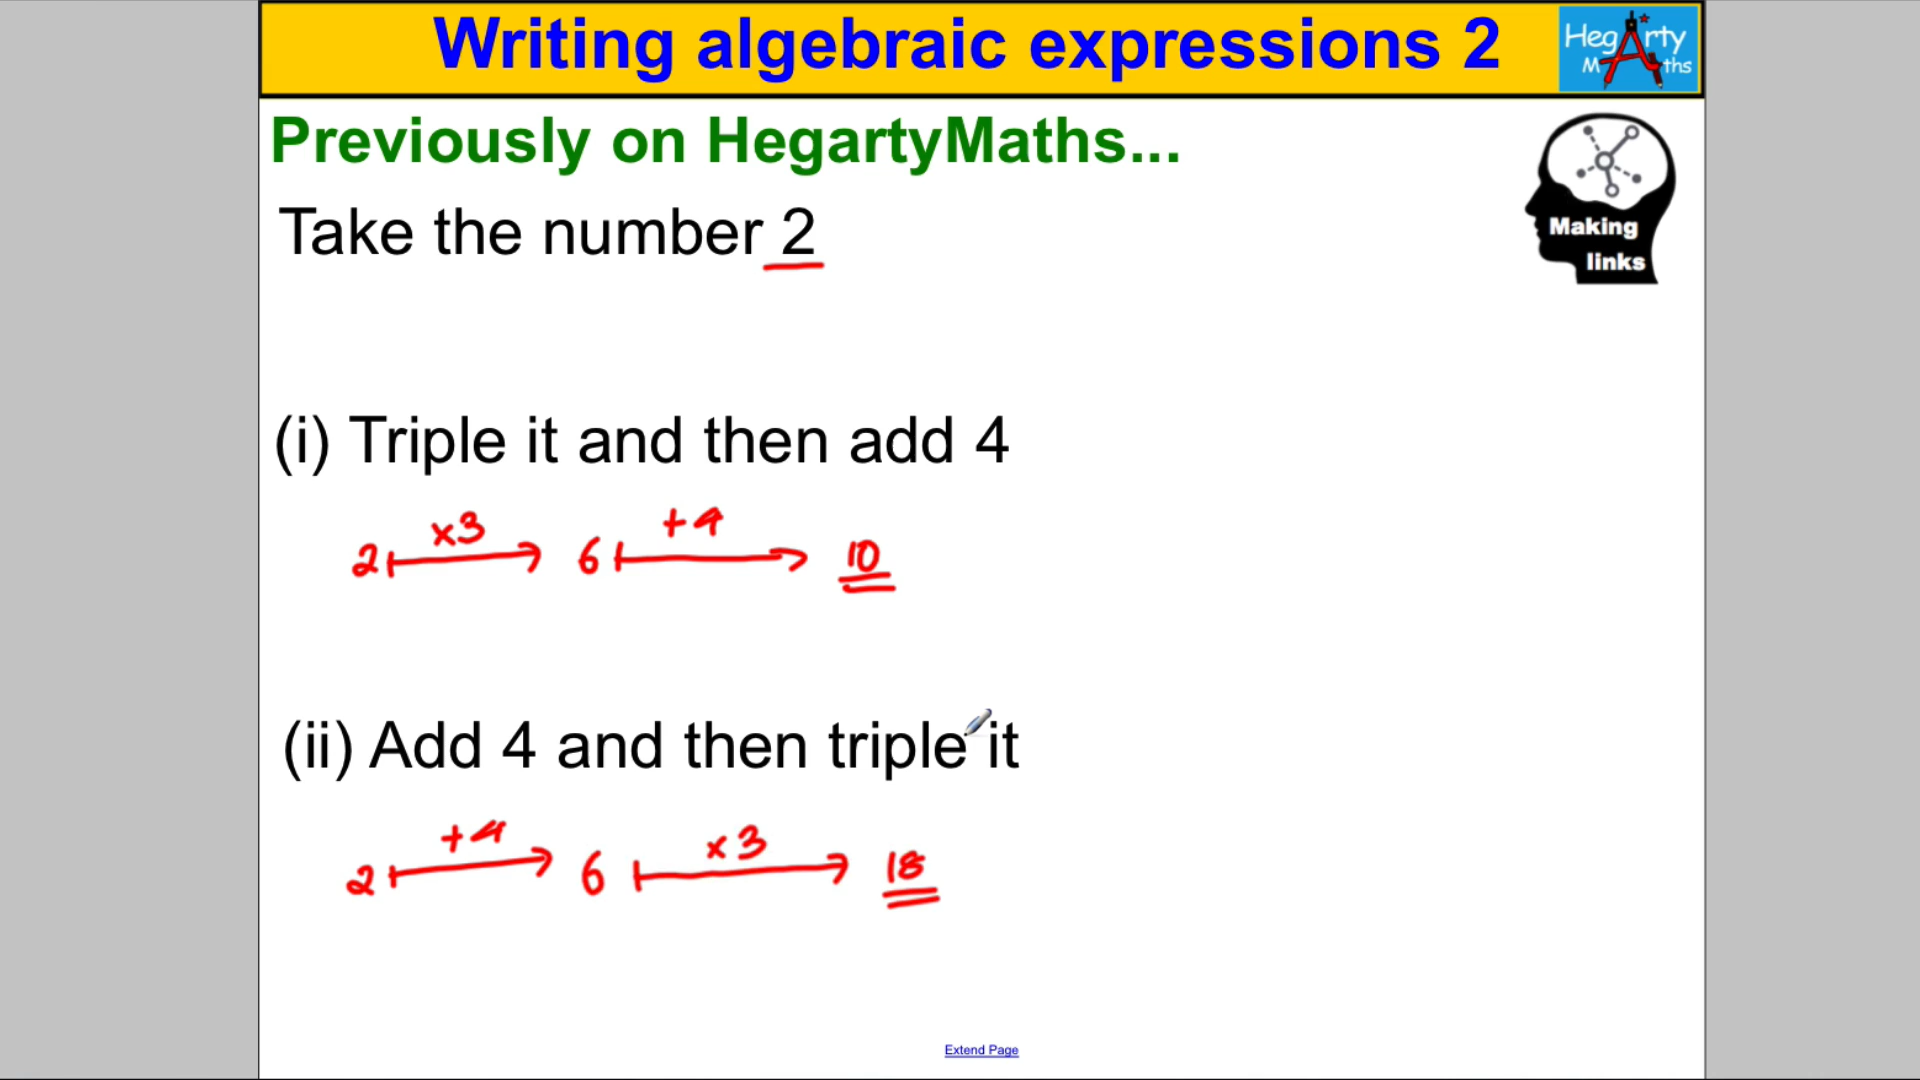 Writing algebraic expressions 2
HegArty
Maths
Previously on HegartyMaths...
Take the number 2
Making
links
(i) Triple it and then add 4
×3 +4
2 6 10
(ii) Add 4 and then triple it
+4 ×3
2 6 18
Extend Page